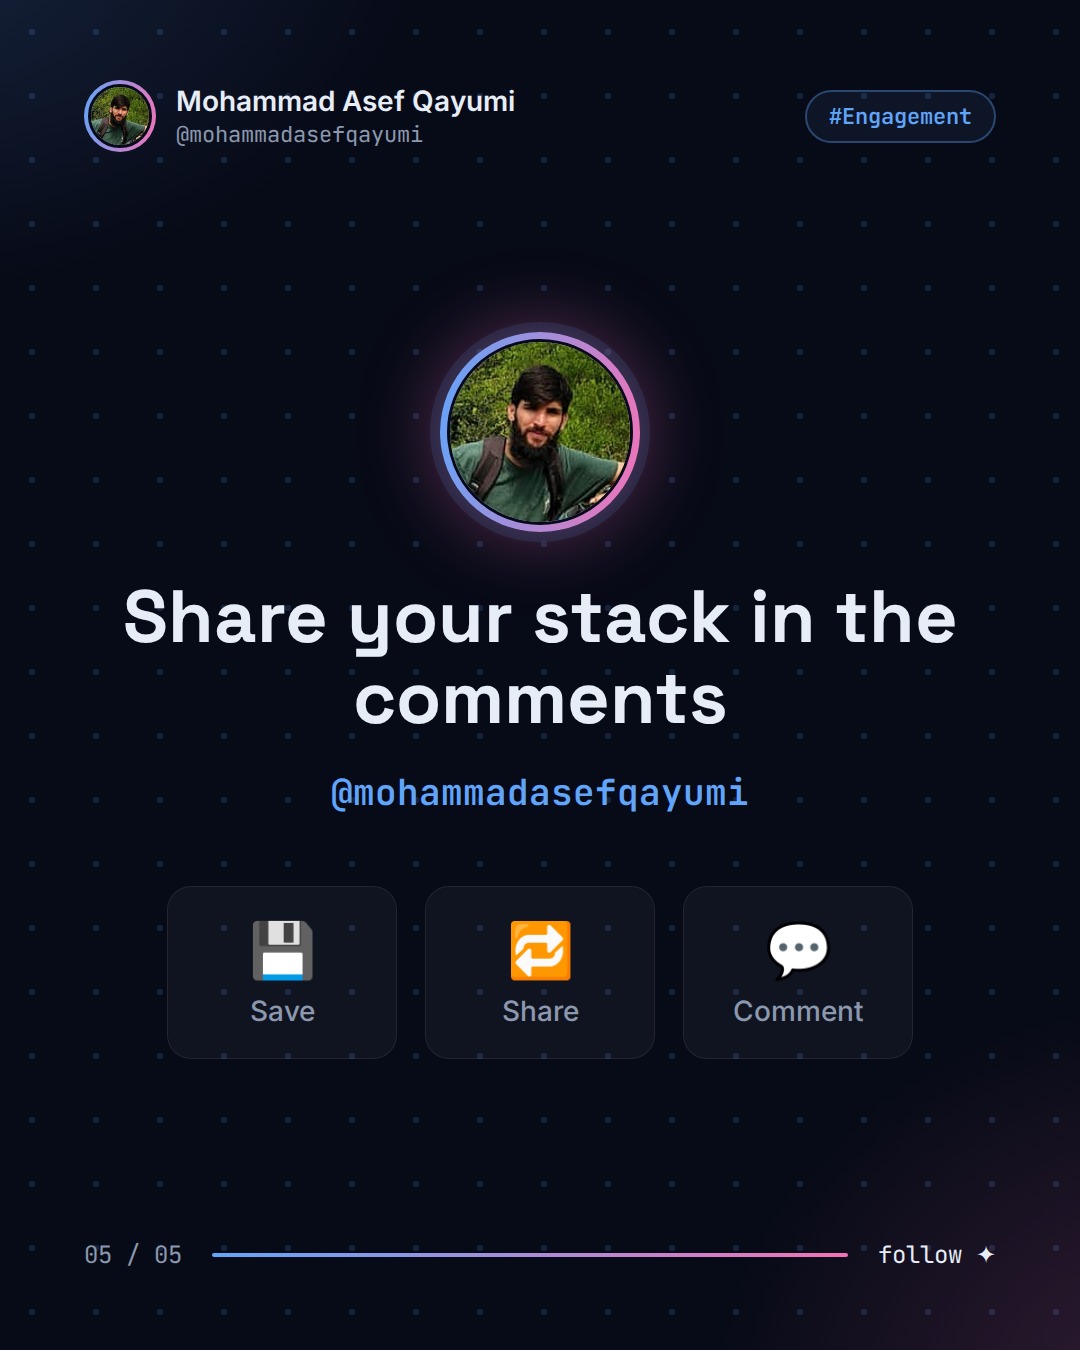 Mohammad Asef Qayumi
@mohammadasefqayumi
#Engagement
Share your stack in the
comments
@mohammadasefqayumi
Save
Share
Comment
05 / 05
follow ✦